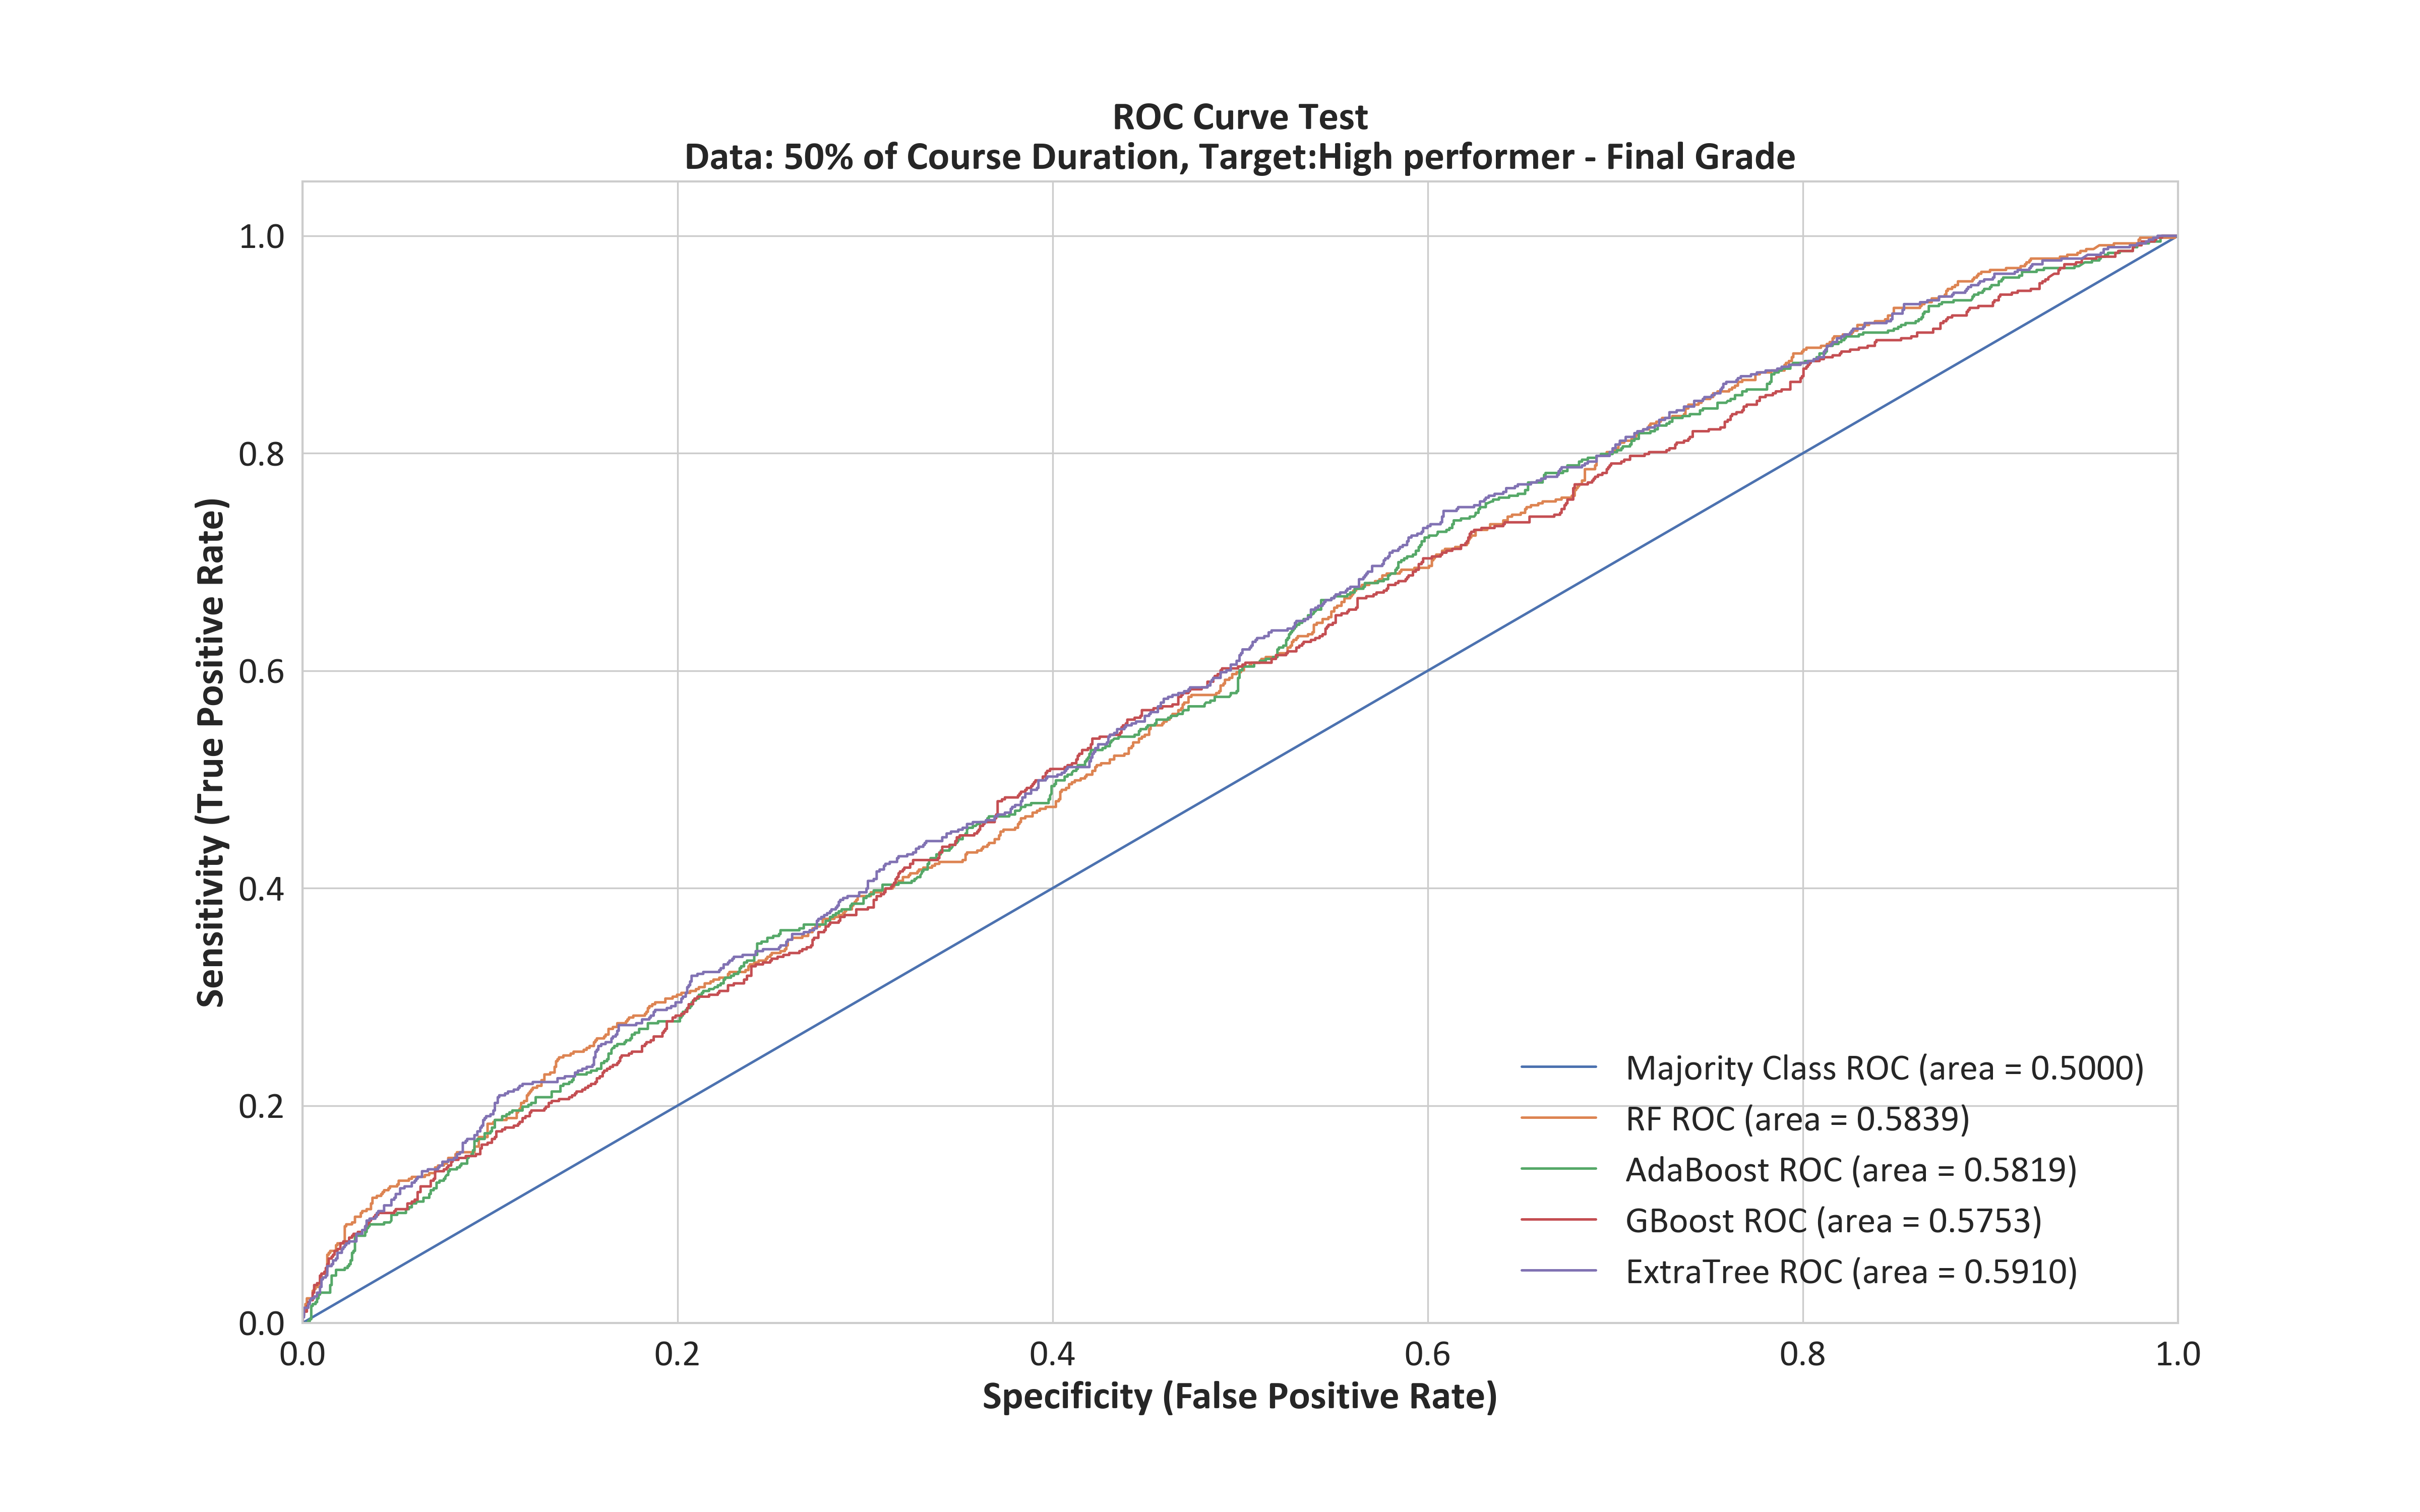 ROC Curve Test
Data: 50% of Course Duration, Target:High performer - Final Grade
Sensitivity (True Positive Rate)
1.0
0.8
0.6
0.4
0.2
0.0
Majority Class ROC (area = 0.5000)
RF ROC (area = 0.5839)
AdaBoost ROC (area = 0.5819)
GBoost ROC (area = 0.5753)
ExtraTree ROC (area = 0.5910)
0.0 0.2 0.4 0.6 0.8 1.0
Specificity (False Positive Rate)